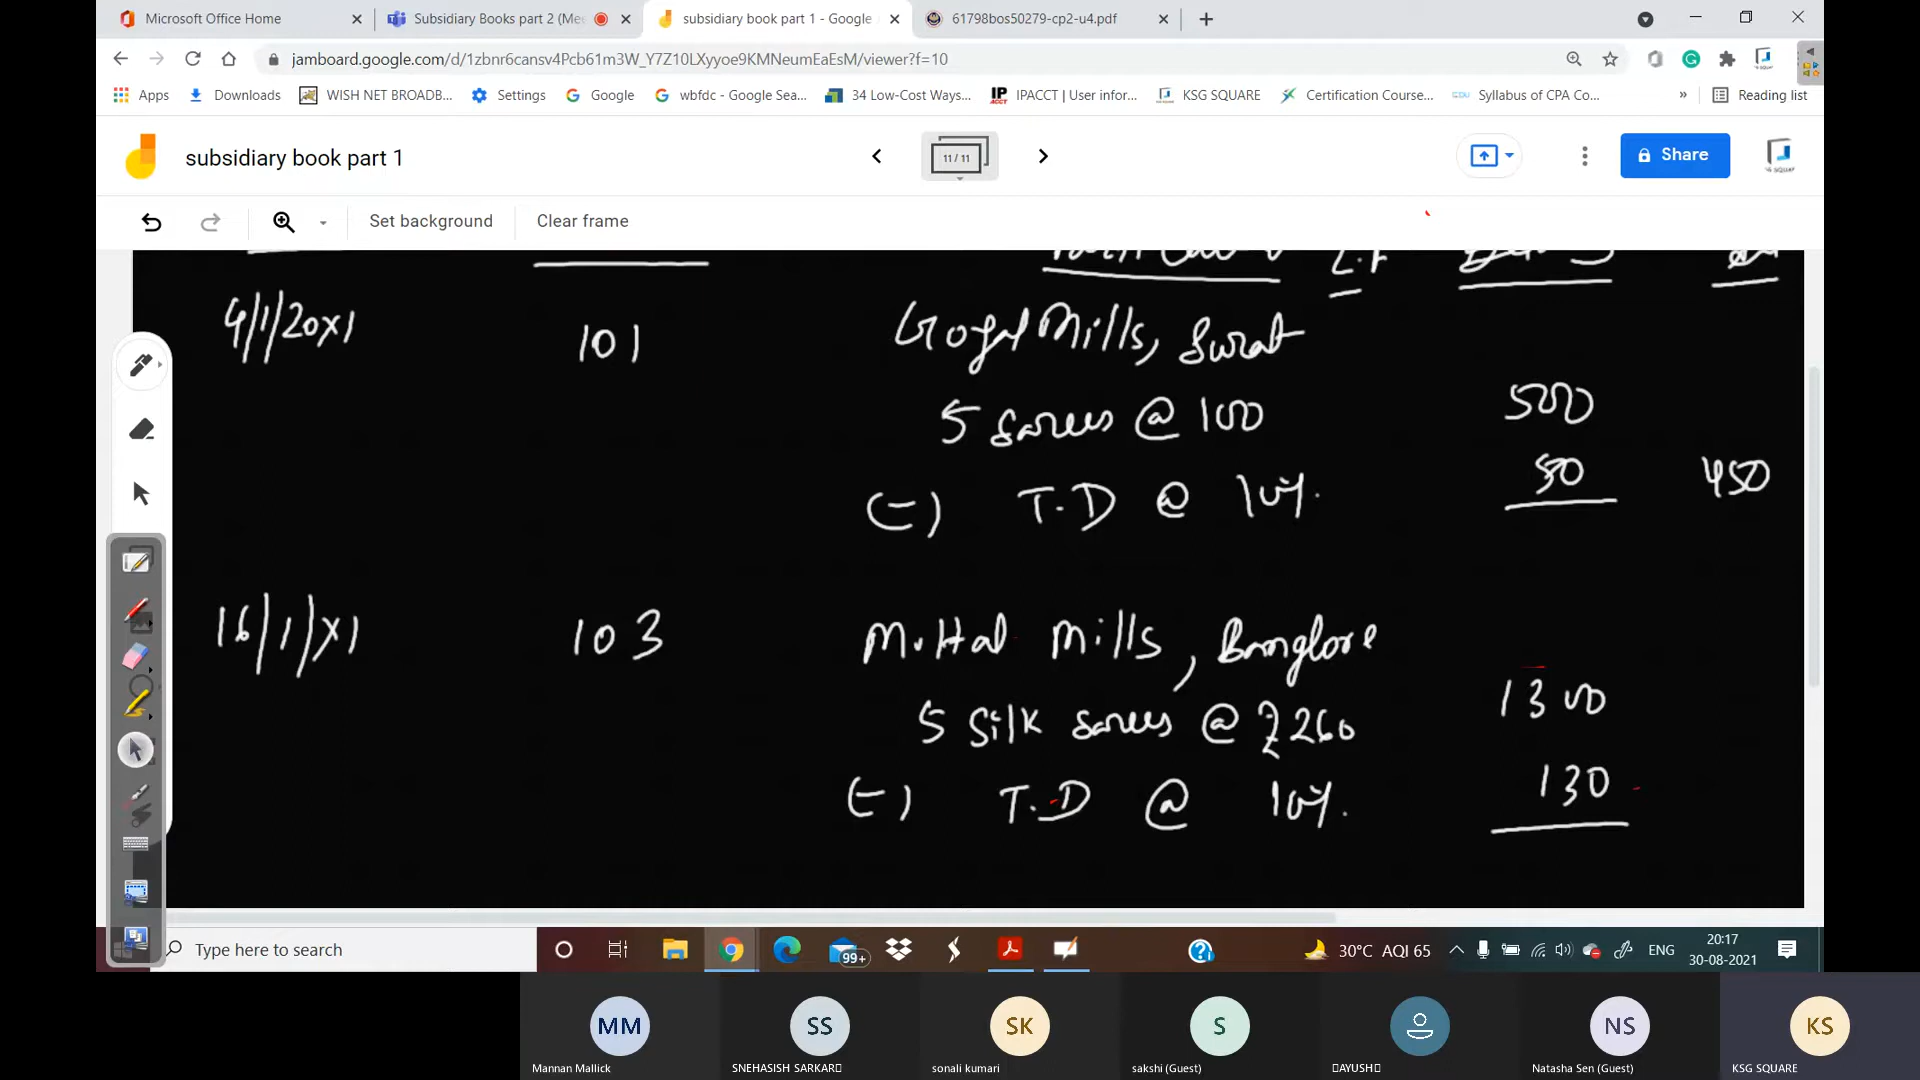 Microsoft Office Home
Subsidiary Books part 2 (Mee
subsidiary book part 1 - Google
61798bos50279-cp2-u4.pdf
jamboard.google.com/d/1zbnr6cansv4Pcb61m3W_Y7Z10LXyyoe9KMNeumEaEsM/viewer?f=10
Apps Downloads WISH NET BROADB... Settings Google wbfdc - Google Sea... 34 Low-Cost Ways... IPACCT | User infor... KSG SQUARE Certification Course... Syllabus of CPA Co... » Reading list
subsidiary book part 1
11 / 11
Share
Set background Clear frame
L.F
4/1/20x1 101 Goyal Mills, Surat
5 Sarees @ 100 500
(-) T.D @ 10%. 50 450
16/1/x1 103 Mittal Mills, Banglore
5 Silk sarees @ ₹260 1300
(-) T.D @ 10%. 130
Type here to search
99+
30°C AQI 65
ENG
20:17
30-08-2021
MM SS SK S NS KS
Mannan Mallick SNEHASISH SARKAR sonali kumari sakshi (Guest) AYUSH Natasha Sen (Guest) KSG SQUARE